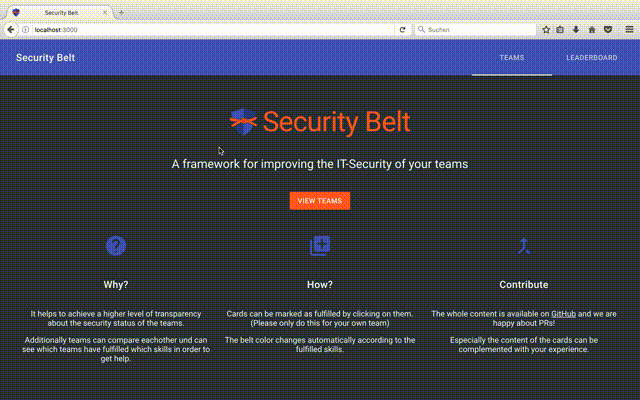 Security Belt
localhost:3000
Suchen
Security Belt
TEAMS
LEADERBOARD
Security Belt
A framework for improving the IT-Security of your teams
VIEW TEAMS
Why?
It helps to achieve a higher level of transparency
about the security status of the teams.
Additionally teams can compare eachother und can
see which teams have fulfilled which skills in order to
get help.
How?
Cards can be marked as fulfilled by clicking on them.
(Please only do this for your own team)
The belt color changes automatically according to the
fulfilled skills.
Contribute
The whole content is available on GitHub and we are
happy about PRs!
Especially the content of the cards can be
complemented with your experience.